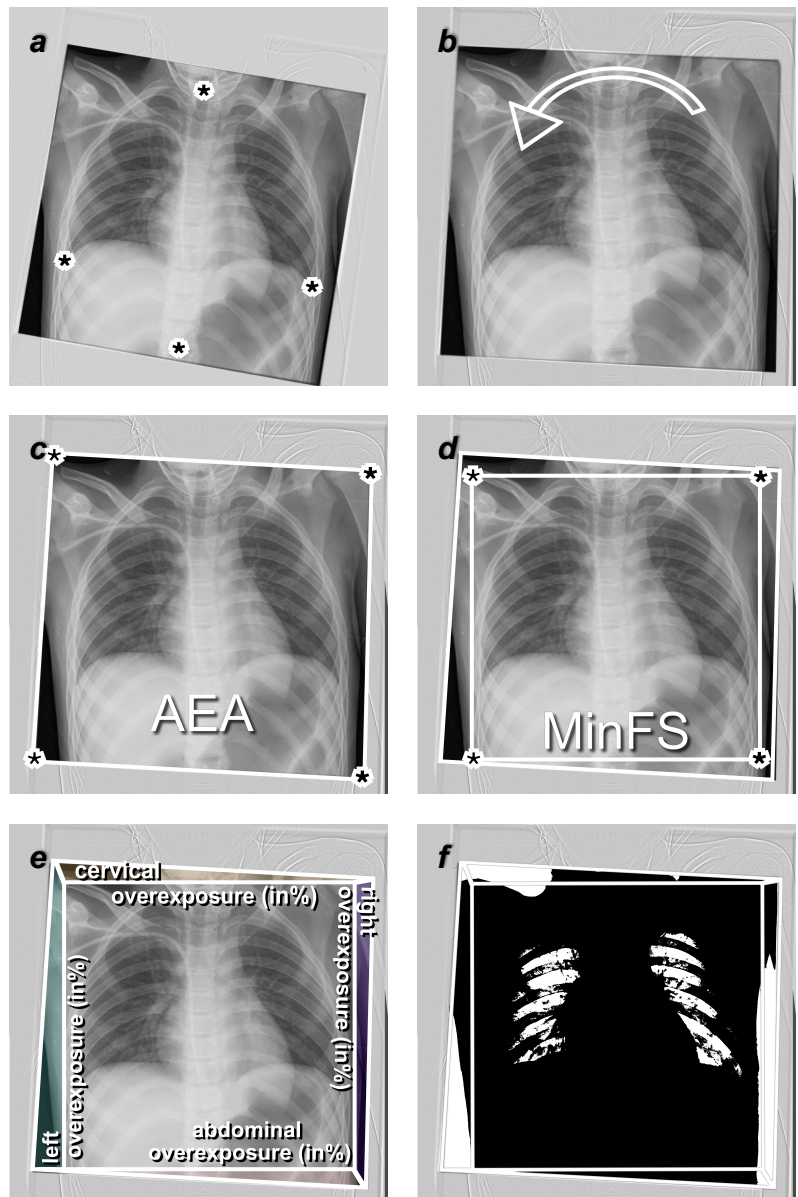 a
*
*
*
*
b
c
*
*
*
*
AEA
d
*
*
*
*
MinFS
e
cervical
overexposure (in%)
right
overexposure (in%)
left
overexposure (in%)
abdominal
overexposure (in%)
f